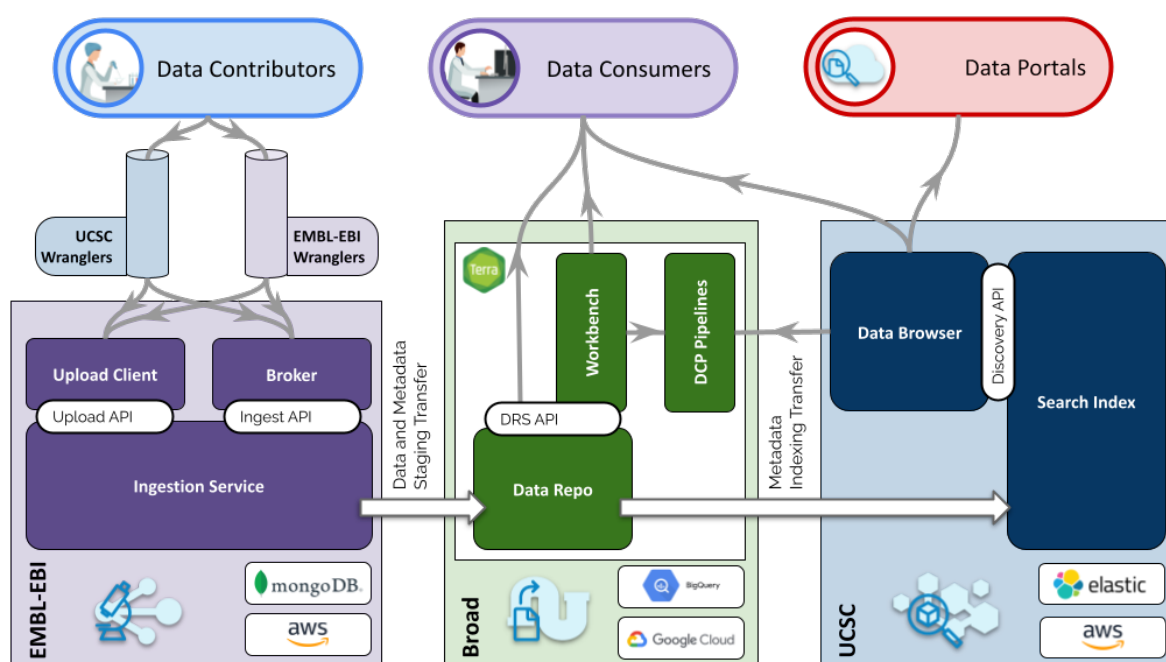 Data Contributors
Data Consumers
Data Portals
UCSC
Wranglers
EMBL-EBI
Wranglers
Terra
Upload Client
Broker
Upload API
Ingest API
Ingestion Service
Data and Metadata
Staging Transfer
Workbench
DCP Pipelines
DRS API
Data Repo
Metadata
Indexing Transfer
Data Browser
Discovery API
Search Index
EMBL-EBI
mongoDB.
aws
Broad
BigQuery
Google Cloud
UCSC
elastic
aws